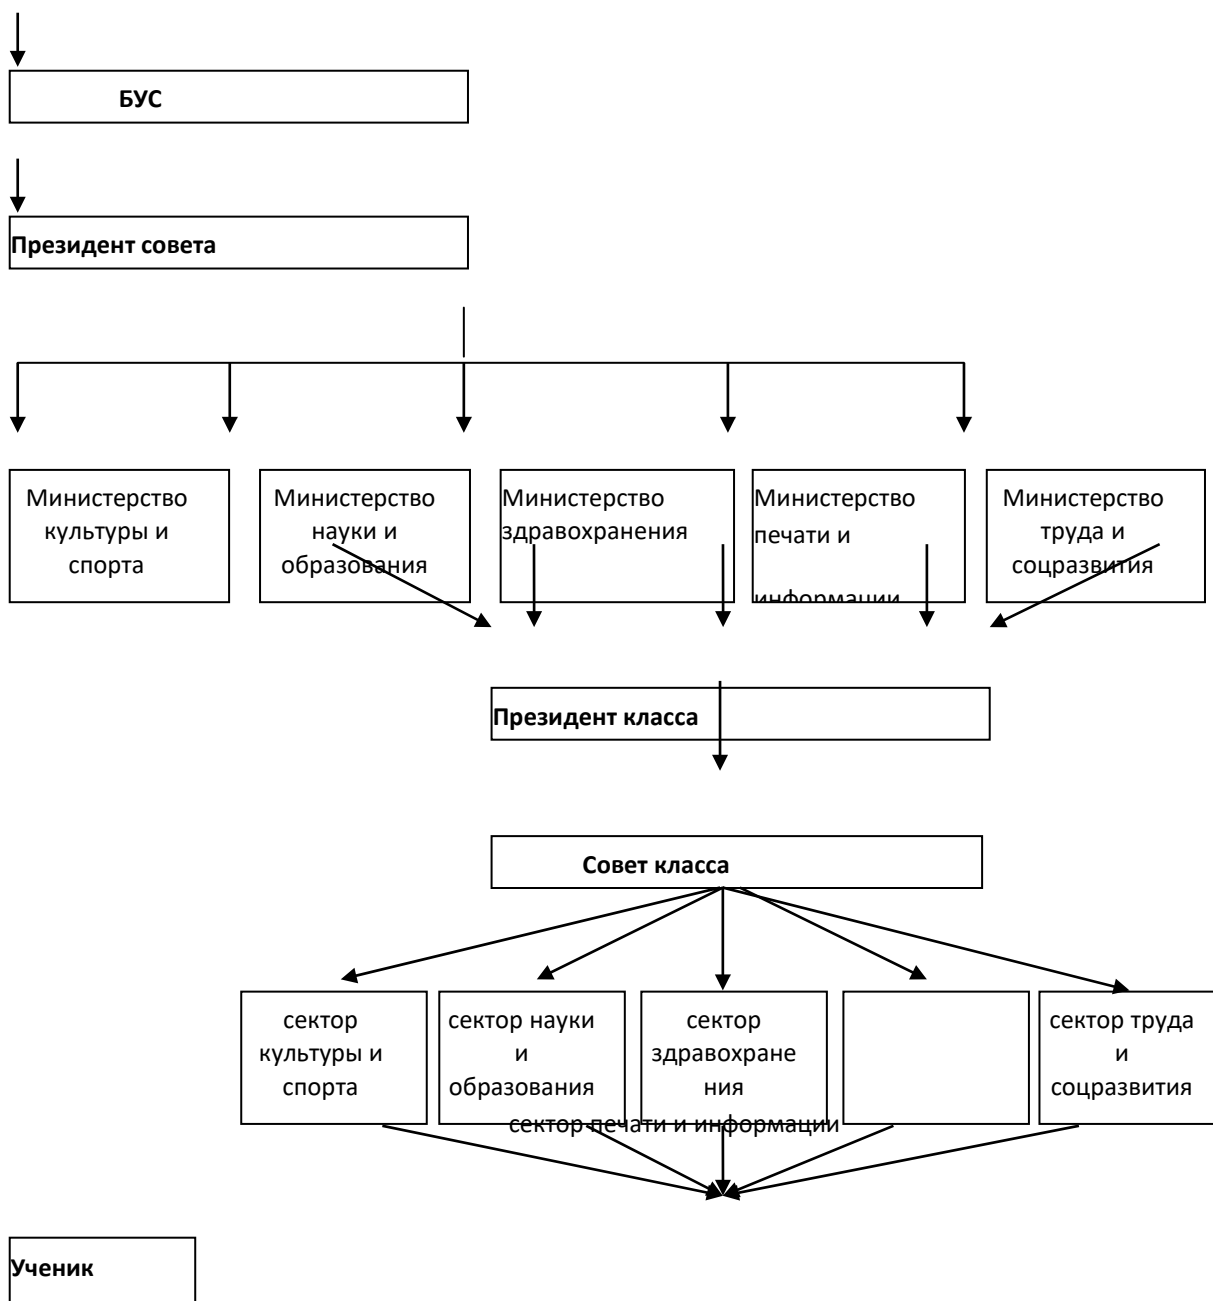 БУС
Президент совета
Министерство
культуры и
спорта
Министерство
науки и
образования
Министерство
здравохранения
Министерство
печати и
информации
Министерство
труда и
соцразвития
Президент класса
Совет класса
сектор
культуры и
спорта
сектор науки
и
образования
сектор
здравохране
ния
сектор труда
и
соцразвития
сектор печати и информации
Ученик